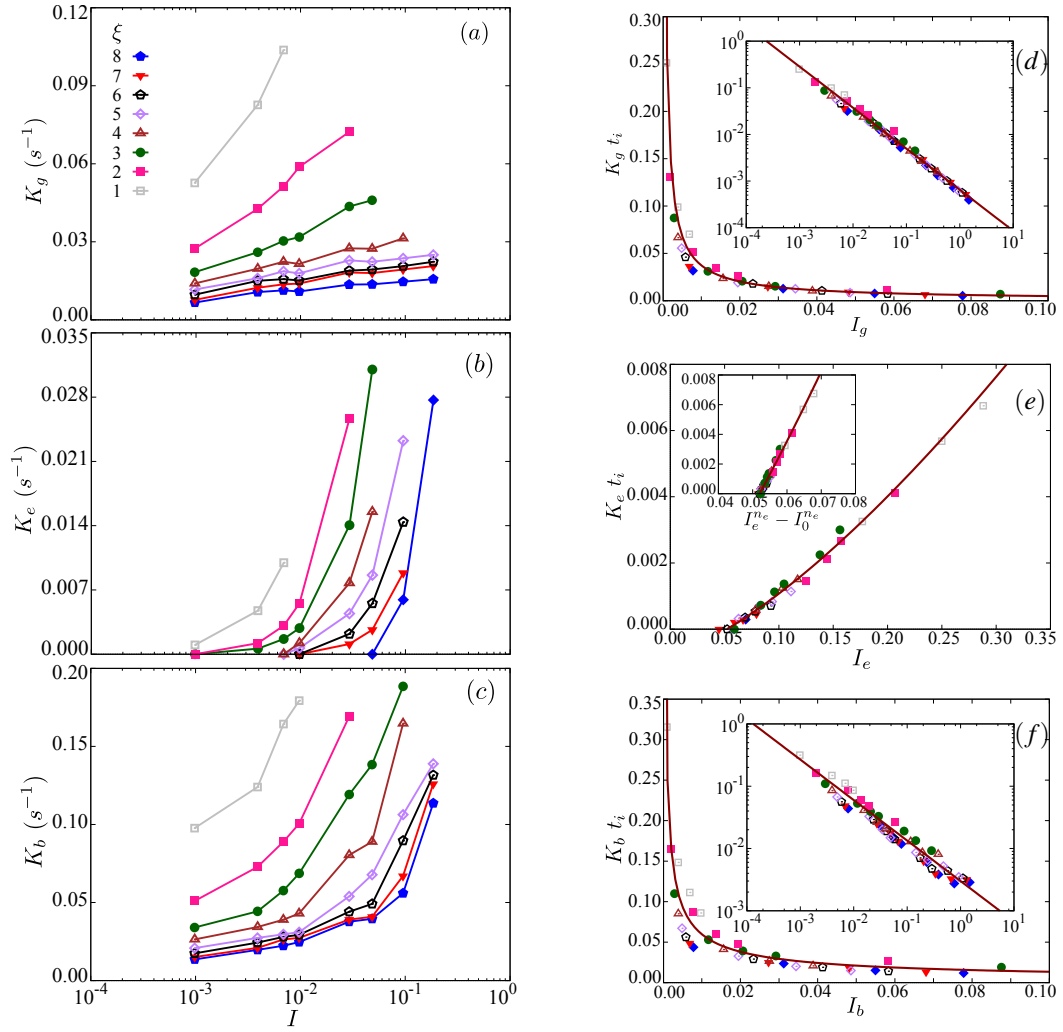 0.12
0.09
0.06
0.03
0.00
K_g (s^{-1})
(a)
ξ
8
7
6
5
4
3
2
1
0.035
0.028
0.021
0.014
0.007
0.000
K_e (s^{-1})
(b)
0.20
0.15
0.10
0.05
0.00
K_b (s^{-1})
(c)
10^{-4} 10^{-3} 10^{-2} 10^{-1} 10^{0}
I
0.30
0.25
0.20
0.15
0.10
0.05
0.00
K_g t_i
(d)
10^{0}
10^{-1}
10^{-2}
10^{-3}
10^{-4}
10^{-4} 10^{-3} 10^{-2} 10^{-1} 10^{0} 10^{1}
0.00 0.02 0.04 0.06 0.08 0.10
I_g
0.008
0.006
0.004
0.002
0.000
K_e t_i
(e)
0.008
0.006
0.004
0.002
0.000
0.04 0.05 0.06 0.07 0.08
I_e^{n_e} − I_0^{n_e}
0.00 0.05 0.10 0.15 0.20 0.25 0.30 0.35
I_e
0.35
0.30
0.25
0.20
0.15
0.10
0.05
0.00
K_b t_i
(f)
10^{0}
10^{-1}
10^{-2}
10^{-3}
10^{-4} 10^{-3} 10^{-2} 10^{-1} 10^{0} 10^{1}
0.00 0.02 0.04 0.06 0.08 0.10
I_b